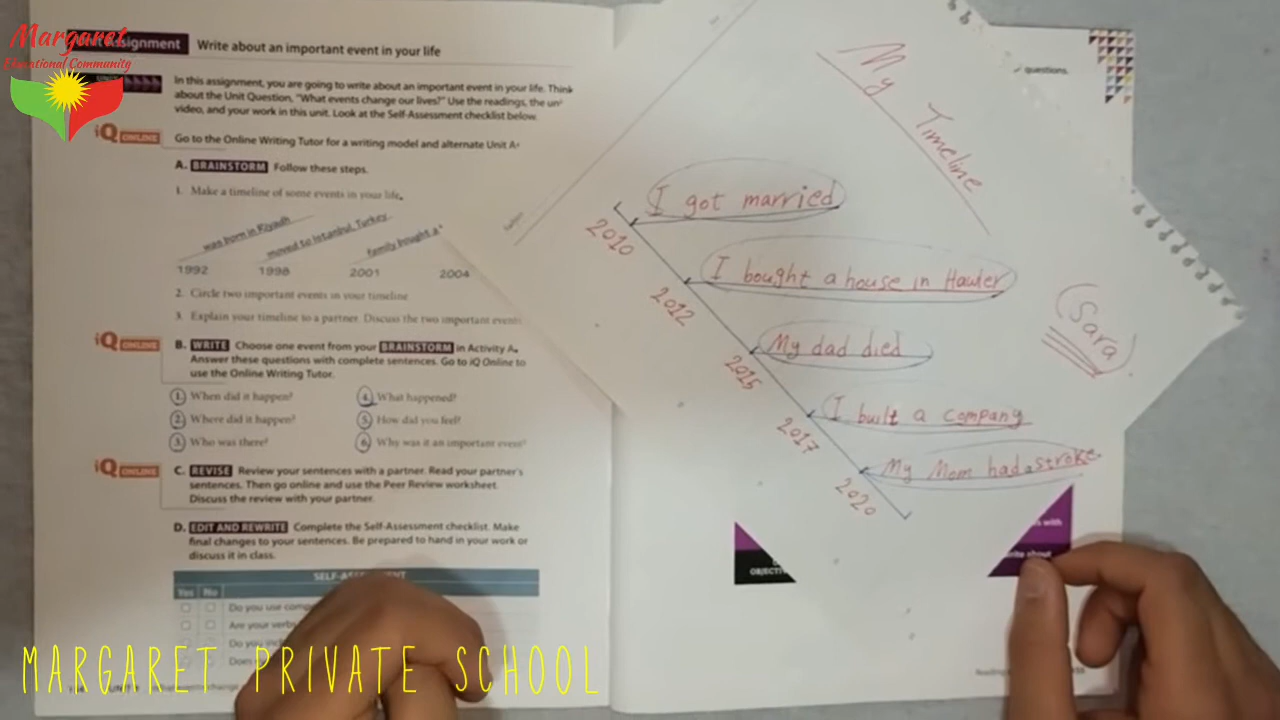 Margaret
Educational Community
Assignment
Write about an important event in your life
In this assignment, you are going to write about an important event in your life. Think
about the Unit Question, "What events change our lives?" Use the readings, the
video, and your work in this unit. Look at the Self-Assessment checklist below.
iQ ONLINE
Go to the Online Writing Tutor for a writing model and alternate Unit
A. BRAINSTORM Follow these steps.
1. Make a timeline of some events in your life.
was born in Riyadh
moved to Istanbul, Turkey
family bought a
1992 1998 2001 2004
2. Circle two important events in your timeline
3. Explain your timeline to a partner. Discuss the two important events
iQ ONLINE
B. WRITE Choose one event from your BRAINSTORM in Activity A.
Answer these questions with complete sentences. Go to iQ Online to
use the Online Writing Tutor.
1. When did it happen? 4. What happened?
2. Where did it happen? 5. How did you feel?
3. Who was there? 6. Why was it an important event?
iQ ONLINE
C. REVISE Review your sentences with a partner. Read your partner's
sentences. Then go online and use the Peer Review worksheet.
Discuss the review with your partner.
D. EDIT AND REWRITE Complete the Self-Assessment checklist. Make
final changes to your sentences. Be prepared to hand in your work or
discuss it in class.
Yes No
Do you use
Are your verbs
Do you
MARGARET PRIVATE SCHOOL
questions.
My Timeline
I got married
2010
I bought a house in Hawler
2012
My dad died
2015
I built a company
2017
My Mom had a stroke.
2020
(Sara)
with
write about